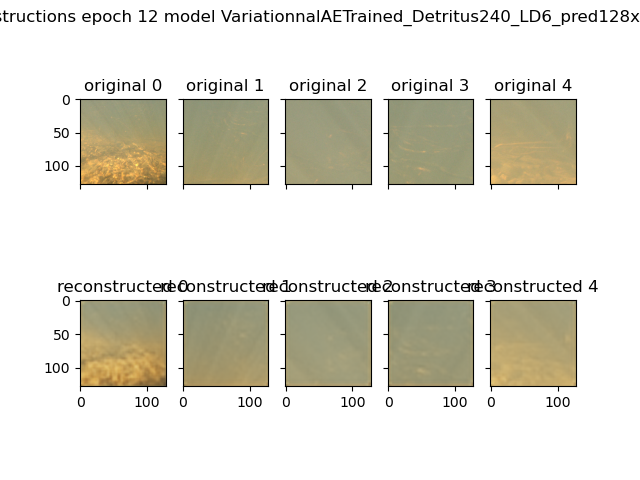 structions epoch 12 model VariationnalAETrained_Detritus240_LD6_pred128x
original 0 original 1 original 2 original 3 original 4
0
50
100
reconstructed 0 reconstructed 1 reconstructed 2 reconstructed 3 reconstructed 4
0
50
100
0 100 0 100 0 100 0 100 0 100